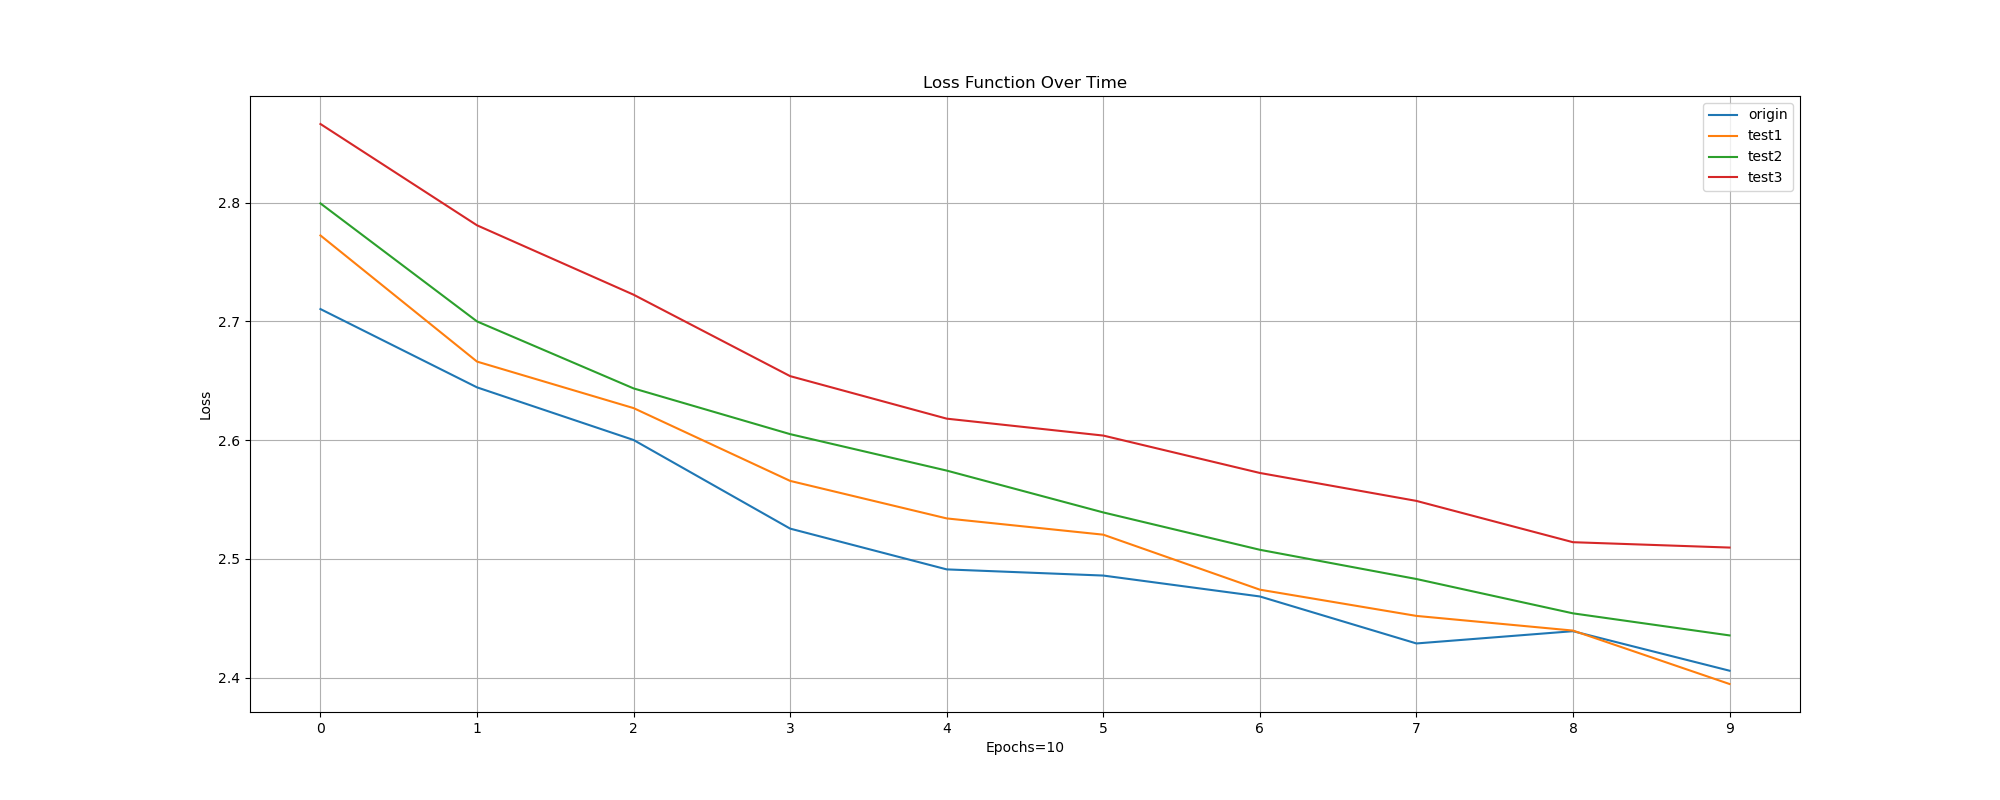 Loss Function Over Time
origin
test1
test2
test3
Loss
2.8
2.7
2.6
2.5
2.4
0 1 2 3 4 5 6 7 8 9
Epochs=10